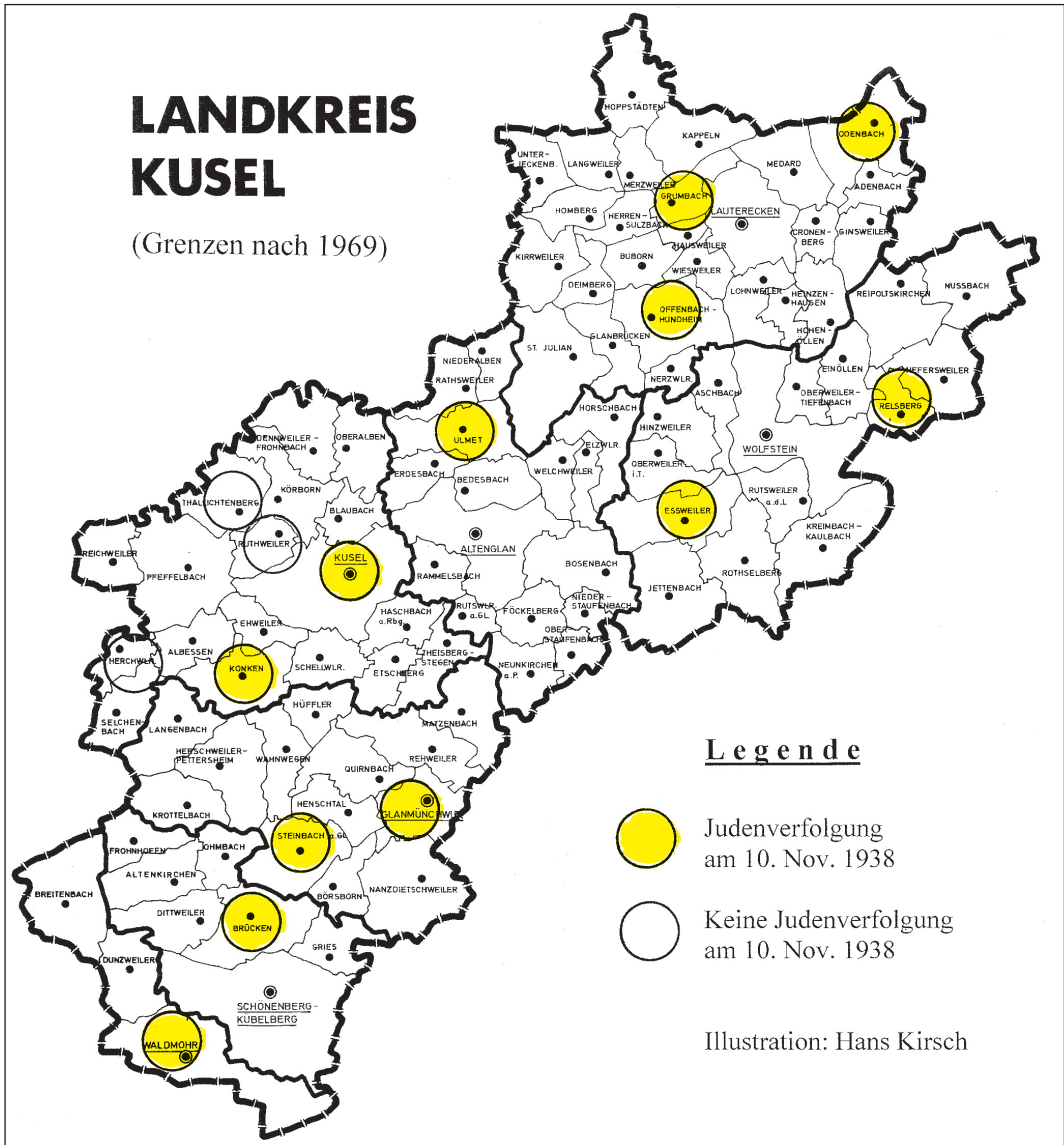 LANDKREIS
KUSEL
(Grenzen nach 1969)
HOPPSTÄDTEN
KAPPELN
ODENBACH
UNTER-
JECKENB.
LANGWEILER
MERZWEILER
MEDARD
ADENBACH
GRUMBACH
HOMBERG
HERREN-
SULZBACH
LAUTERECKEN
CRONEN-
BERG
GINSWEILER
HAUSWEILER
KIRRWEILER
BUBORN
WIESWEILER
DEIMBERG
LOHNWEILER
HEINZEN-
HAUSEN
REIPOLTSKIRCHEN
NUSSBACH
OFFENBACH-
HUNDHEIM
HOHEN-
ÖLLEN
ST. JULIAN
GLANBRÜCKEN
NIEDERALBEN
RATHSWEILER
NERZWLR.
ASCHBACH
EINÖLLEN
HEFERSWEILER
OBERWEILER-
TIEFENBACH
RELSBERG
HORSCHBACH
HINZWEILER
ULMET
DENNWEILER-
FROHNBACH
OBERALBEN
ELZWLR.
WOLFSTEIN
ERDESBACH
WELCHWEILER
OBERWEILER
i.T.
BEDESBACH
KÖRBORN
THALLICHTENBERG
RUTSWEILER
a.d.L
BLAUBACH
ESSWEILER
KREIMBACH-
KAULBACH
RUTHWEILER
ALTENGLAN
REICHWEILER
KUSEL
BOSENBACH
ROTHSELBERG
PFEFFELBACH
RAMMELSBACH
JETTENBACH
NIEDER-
STAUFENBACH
HASCHBACH
a.Rbg.
RUTSWLR.
a.GL.
FÖCKELBERG
EHWEILER
OBER-
STAUFENBACH
THEISBERG-
STEGEN
ALBESSEN
HERCHWLR.
KONKEN
SCHELLWLR.
ETSCHBERG
NEUNKIRCHEN
a.P.
SELCHEN-
BACH
LANGENBACH
HÜFFLER
MATZENBACH
HERSCHWEILER-
PETTERSHEIM
WAHNWEGEN
REHWEILER
QUIRNBACH
KROTTELBACH
HENSCHTAL
GLANMÜNCHWLR.
STEINBACH a.GL
FROHNHOFEN
OHMBACH
ALTENKIRCHEN
BREITENBACH
BÖRSBORN
NANZDIETSCHWEILER
DITTWEILER
BRÜCKEN
GRIES
DUNZWEILER
SCHÖNENBERG-
KÜBELBERG
WALDMOHR
Legende
Judenverfolgung
am 10. Nov. 1938
Keine Judenverfolgung
am 10. Nov. 1938
Illustration: Hans Kirsch